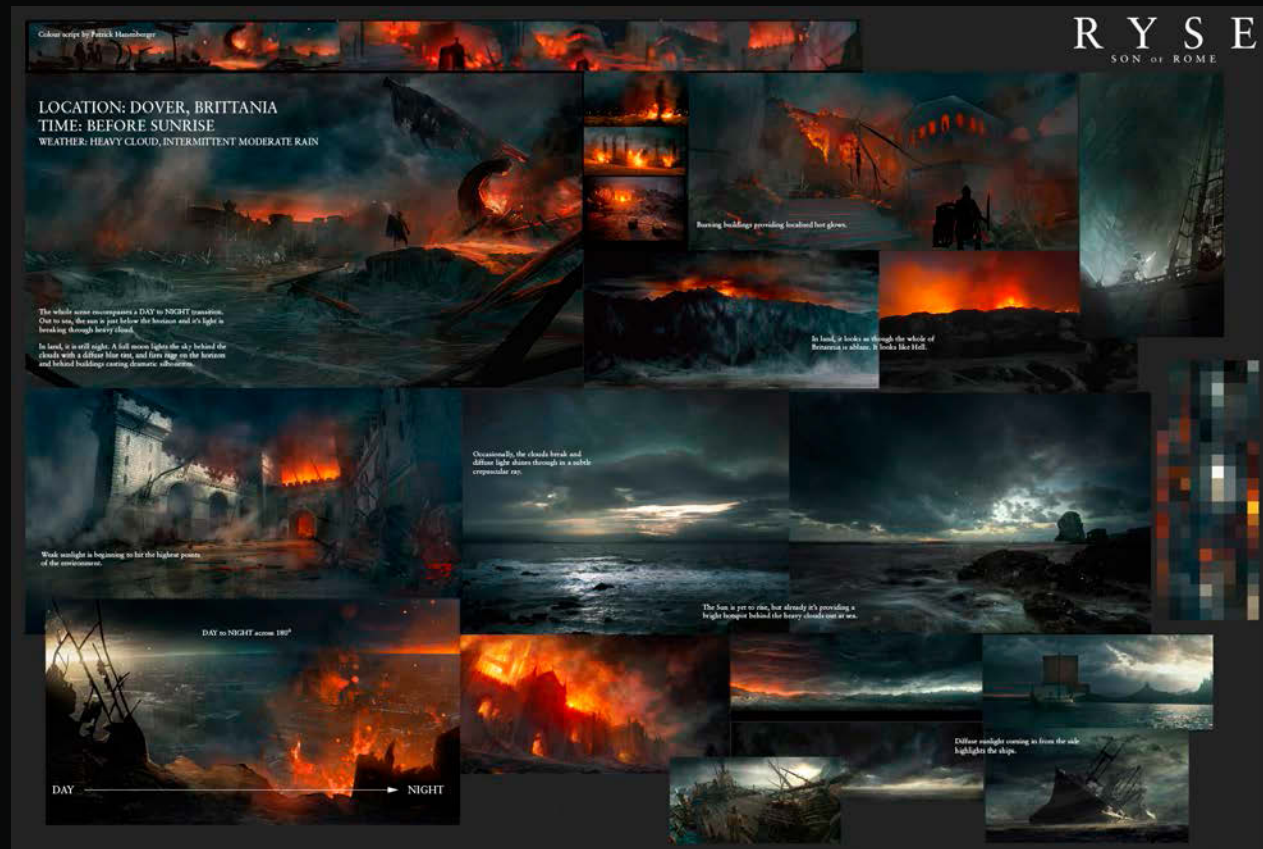 Colour script by Patrick Hanenberger
RYSE
SON OF ROME
LOCATION: DOVER, BRITTANIA
TIME: BEFORE SUNRISE
WEATHER: HEAVY CLOUD, INTERMITTENT MODERATE RAIN
The whole scene encompasses a DAY to NIGHT transition.
Out to sea, the sun is just below the horizon and it's light is
breaking through heavy cloud.
In land, it is still night. A full moon lights the sky behind the
clouds with a diffuse blue tint, and fires rage on the horizon
and behind buildings casting dramatic silhouettes.
Burning buildings providing localized hot glows.
In land, it looks as though the whole of
Britannia is ablaze. It looks like Hell.
Weak sunlight is beginning to hit the highest points
of the environment.
Occasionally, the clouds break and
diffuse light shines through in a subtle
crepuscular ray.
The Sun is yet to rise, but already it's providing a
bright hotspot behind the heavy clouds out at sea.
DAY to NIGHT across 180°
DAY
NIGHT
Diffuse sunlight coming in from the side
highlights the ships.